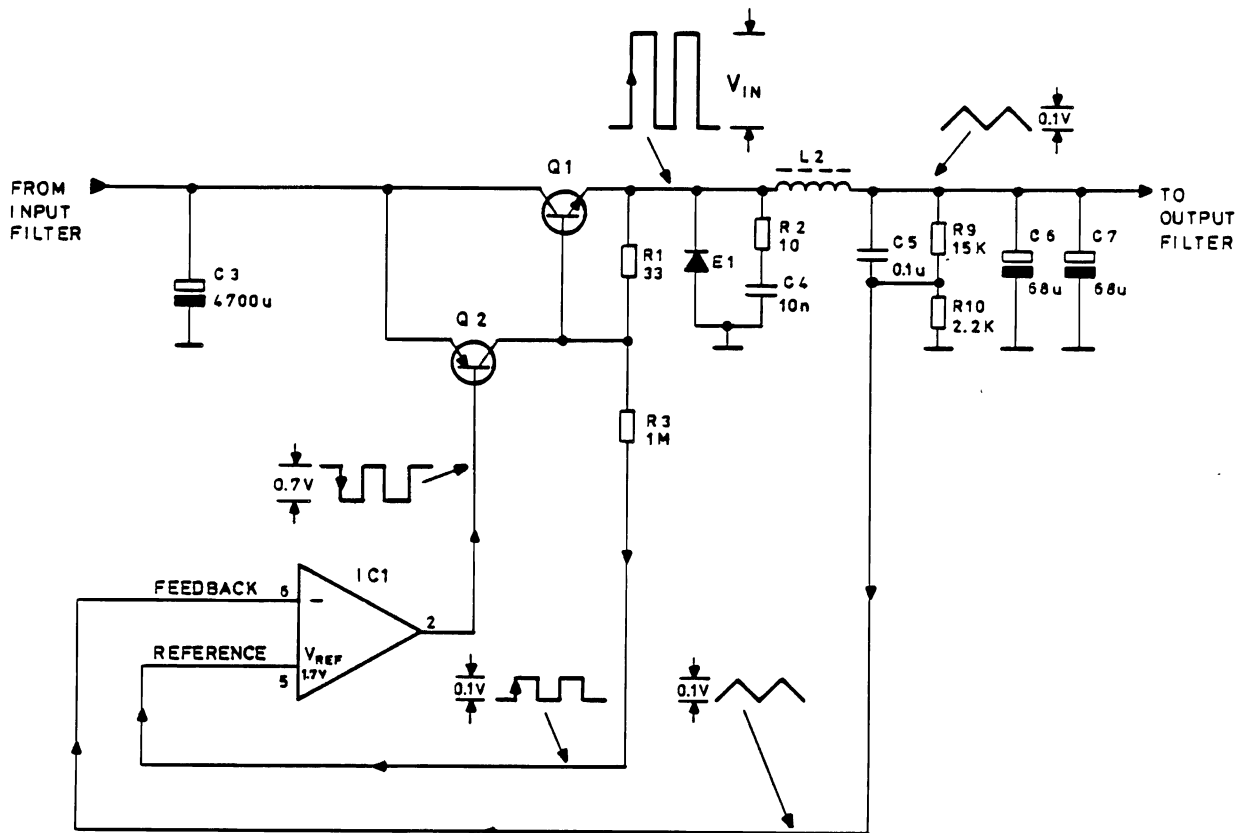 V_IN
0.1V
L2
Q1
FROM
INPUT
FILTER
TO
OUTPUT
FILTER
R2
10
R9
15K
C6
C7
C5
0.1u
R1
33
E1
C3
4700u
C4
10n
68u
68u
R10
2.2K
Q2
R3
1M
0.7V
IC1
FEEDBACK
6
−
2
REFERENCE
V_REF
1.7V
5
0.1V
0.1V